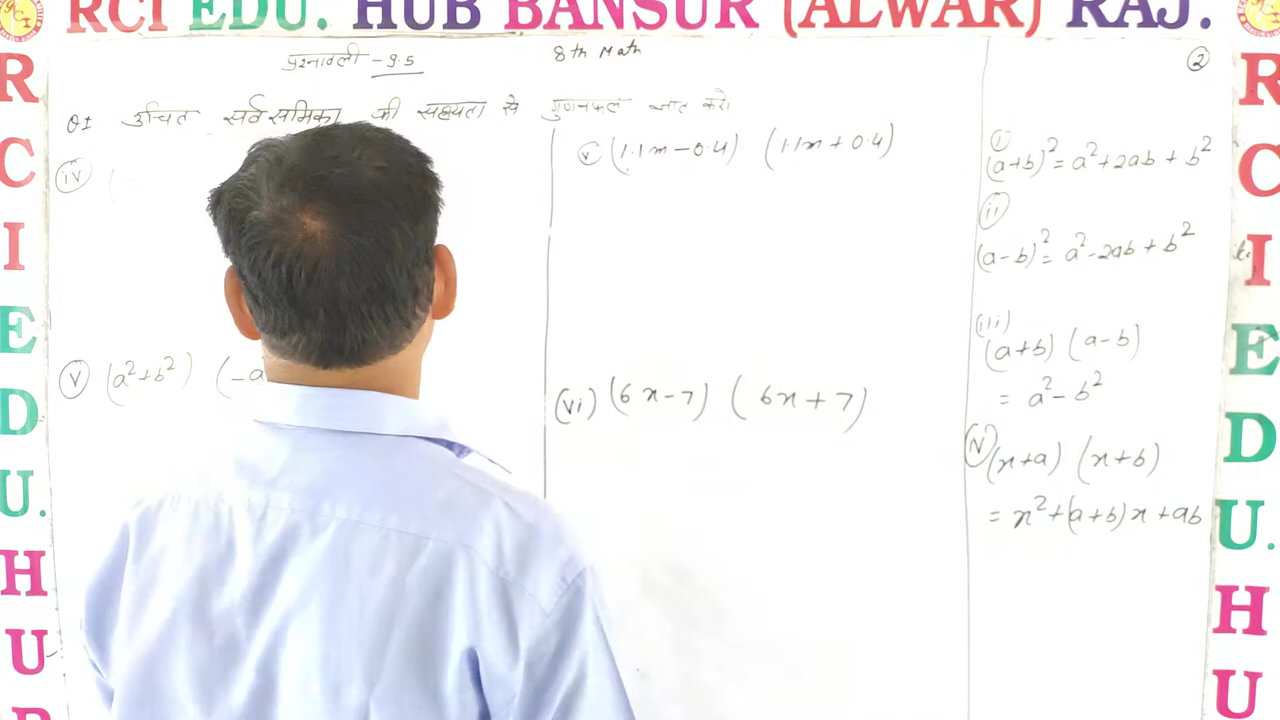 RCI EDU. HUB BANSUR (ALWAR) RAJ.
R
C
I
E
D
U.
H
U
प्रश्नावली - 9.5
8th Math
②
Q1 उचित सर्वसमिका की सहायता से गुणनफल ज्ञात करो
(iv) (
(v) (a²+b²) (-a
(v) (1.1m-0.4) (1.1m+0.4)
(vi) (6x-7) (6x+7)
(i)
(a+b)² = a²+2ab+b²
(ii)
(a-b)² = a²-2ab+b²
(iii)
(a+b) (a-b)
= a²-b²
(iv) (x+a) (x+b)
= x²+(a+b)x+ab
R
C
I
E
D
U.
H
U